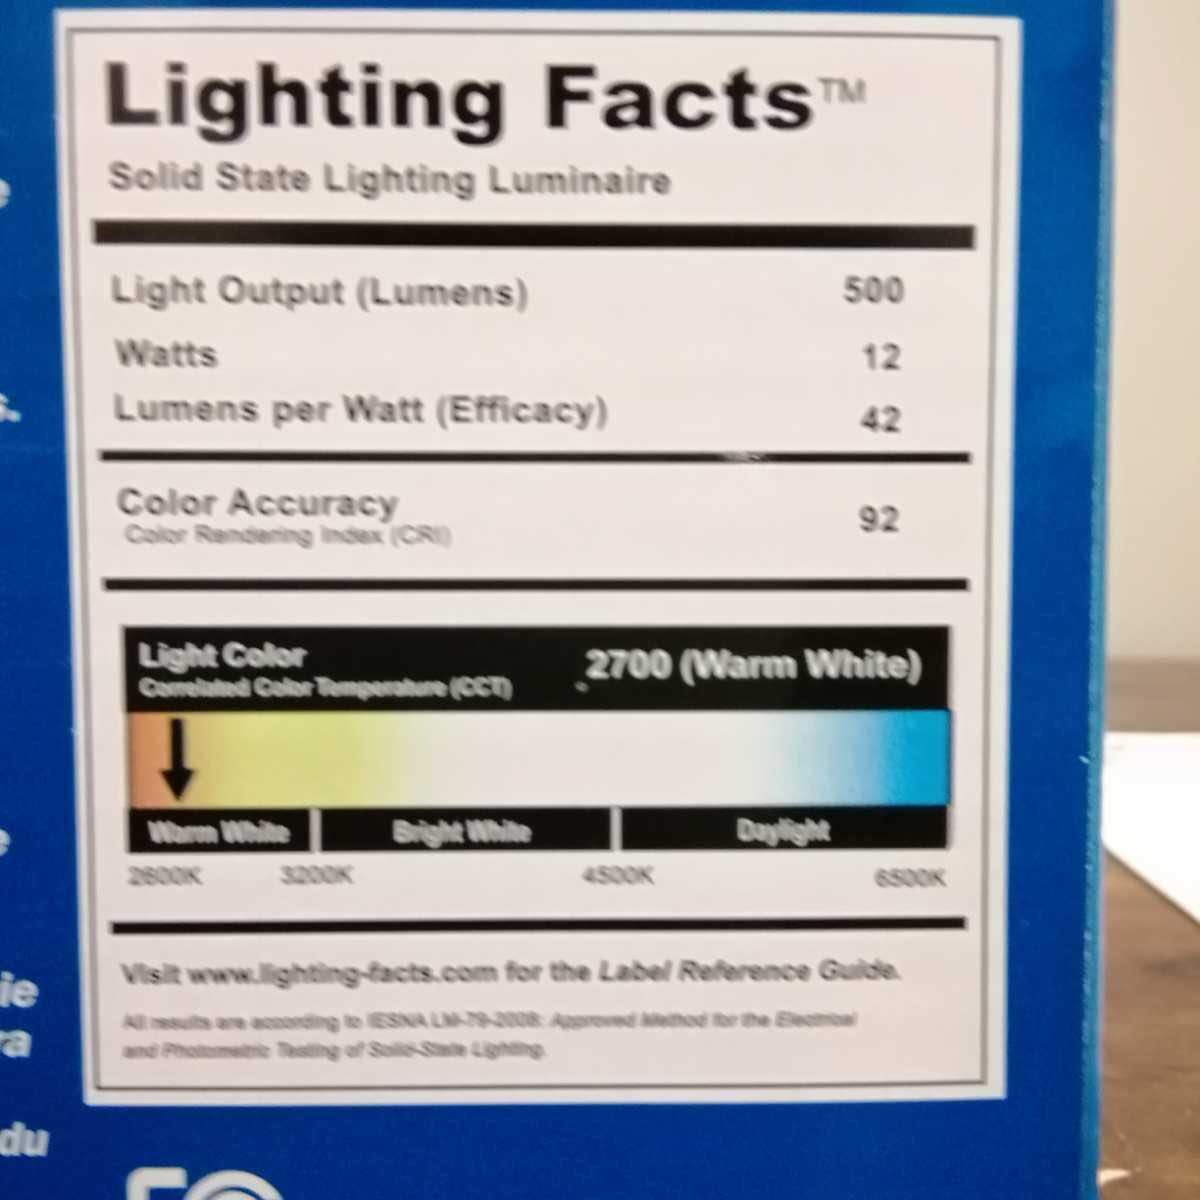 Lighting Facts™
Solid State Lighting Luminaire
Light Output (Lumens) 500
Watts 12
Lumens per Watt (Efficacy) 42
Color Accuracy
Color Rendering Index (CRI) 92
Light Color
Correlated Color Temperature (CCT) 2700 (Warm White)
Warm White Bright White Daylight
2600K 3200K 4500K 6500K
Visit www.lighting-facts.com for the Label Reference Guide.
All results are according to IESNA LM-79-2008: Approved Method for the Electrical
and Photometric Testing of Solid-State Lighting.
du